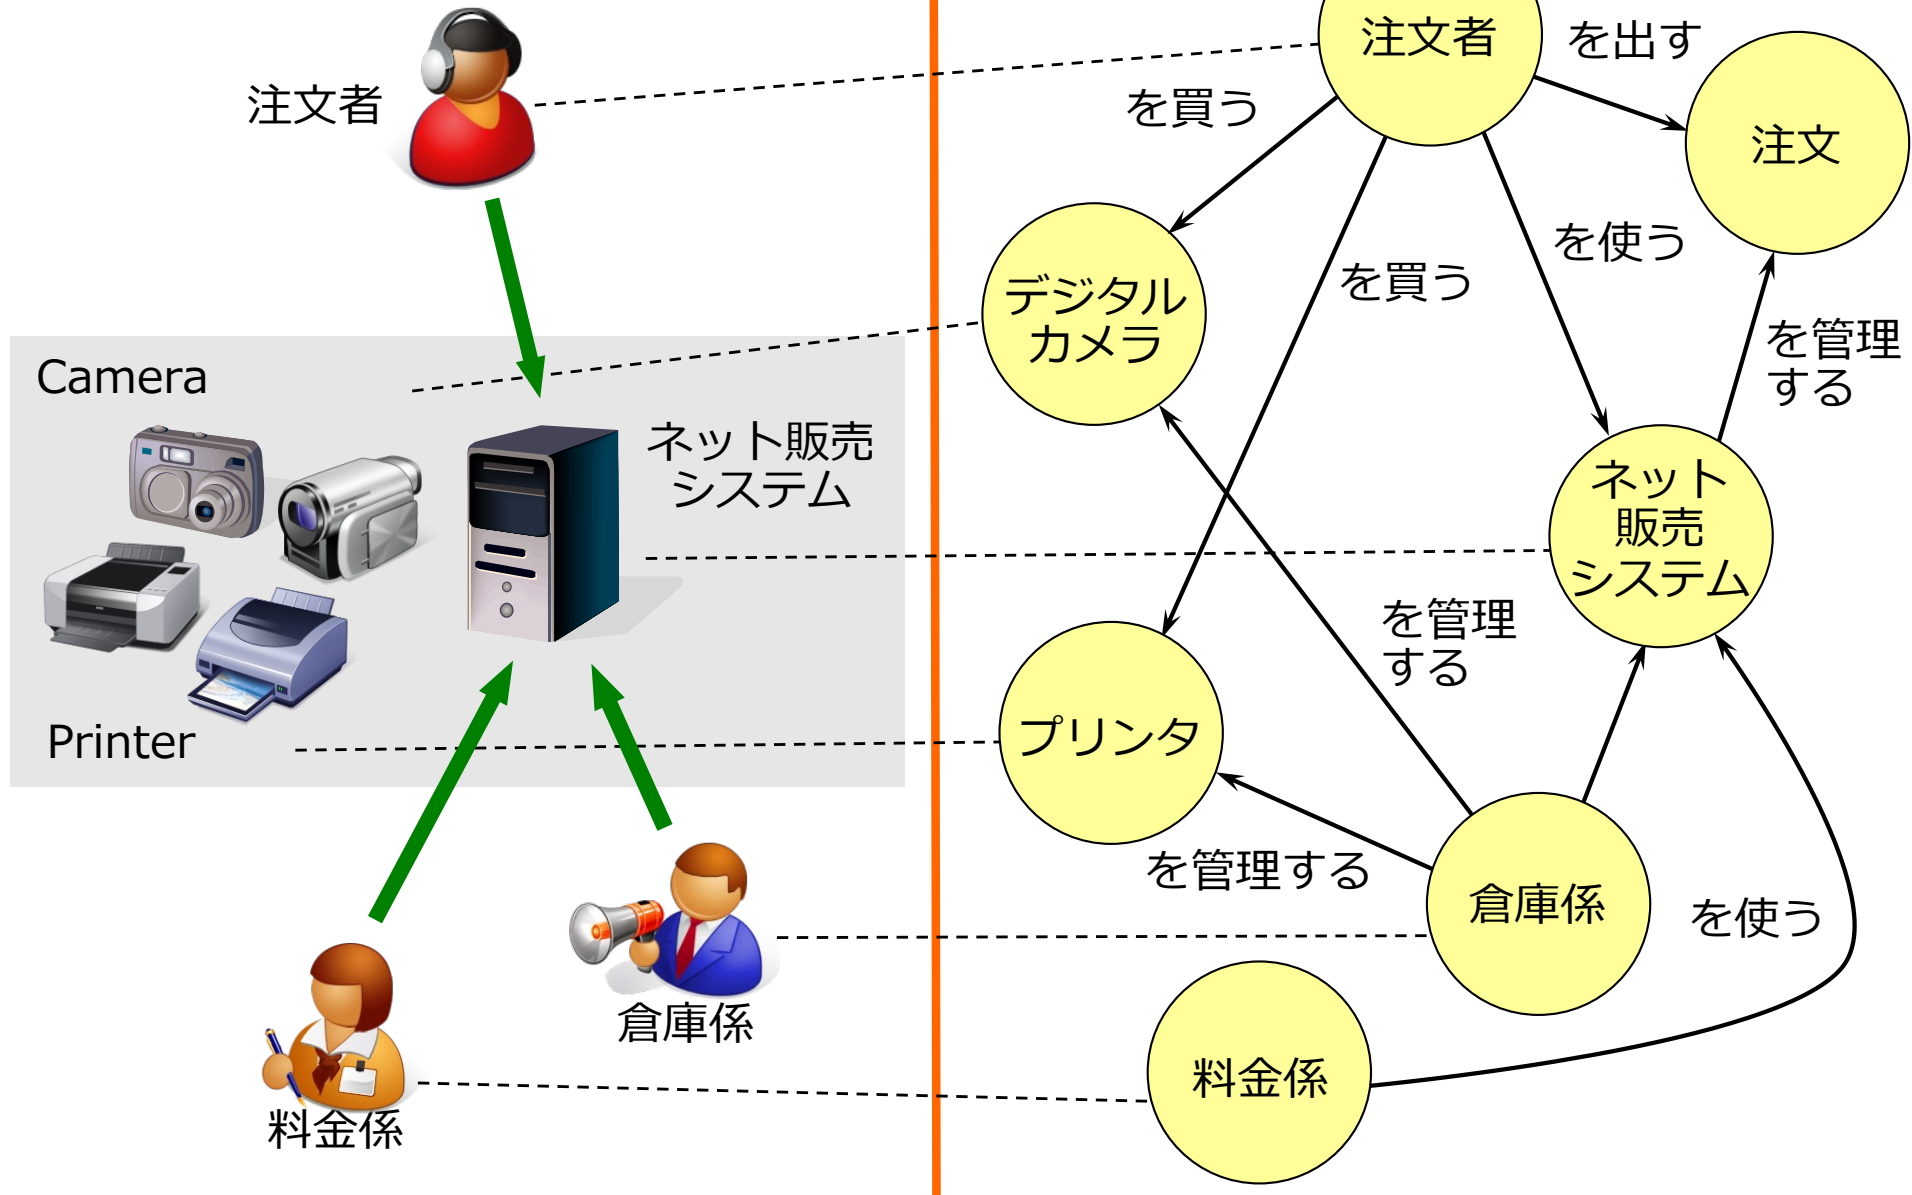 注文者
Camera
ネット販売
システム
Printer
倉庫係
料金係
注文者
を出す
を買う
注文
を使う
を買う
デジタル
カメラ
を管理
する
ネット
販売
システム
を管理
する
プリンタ
を管理する
倉庫係
を使う
料金係